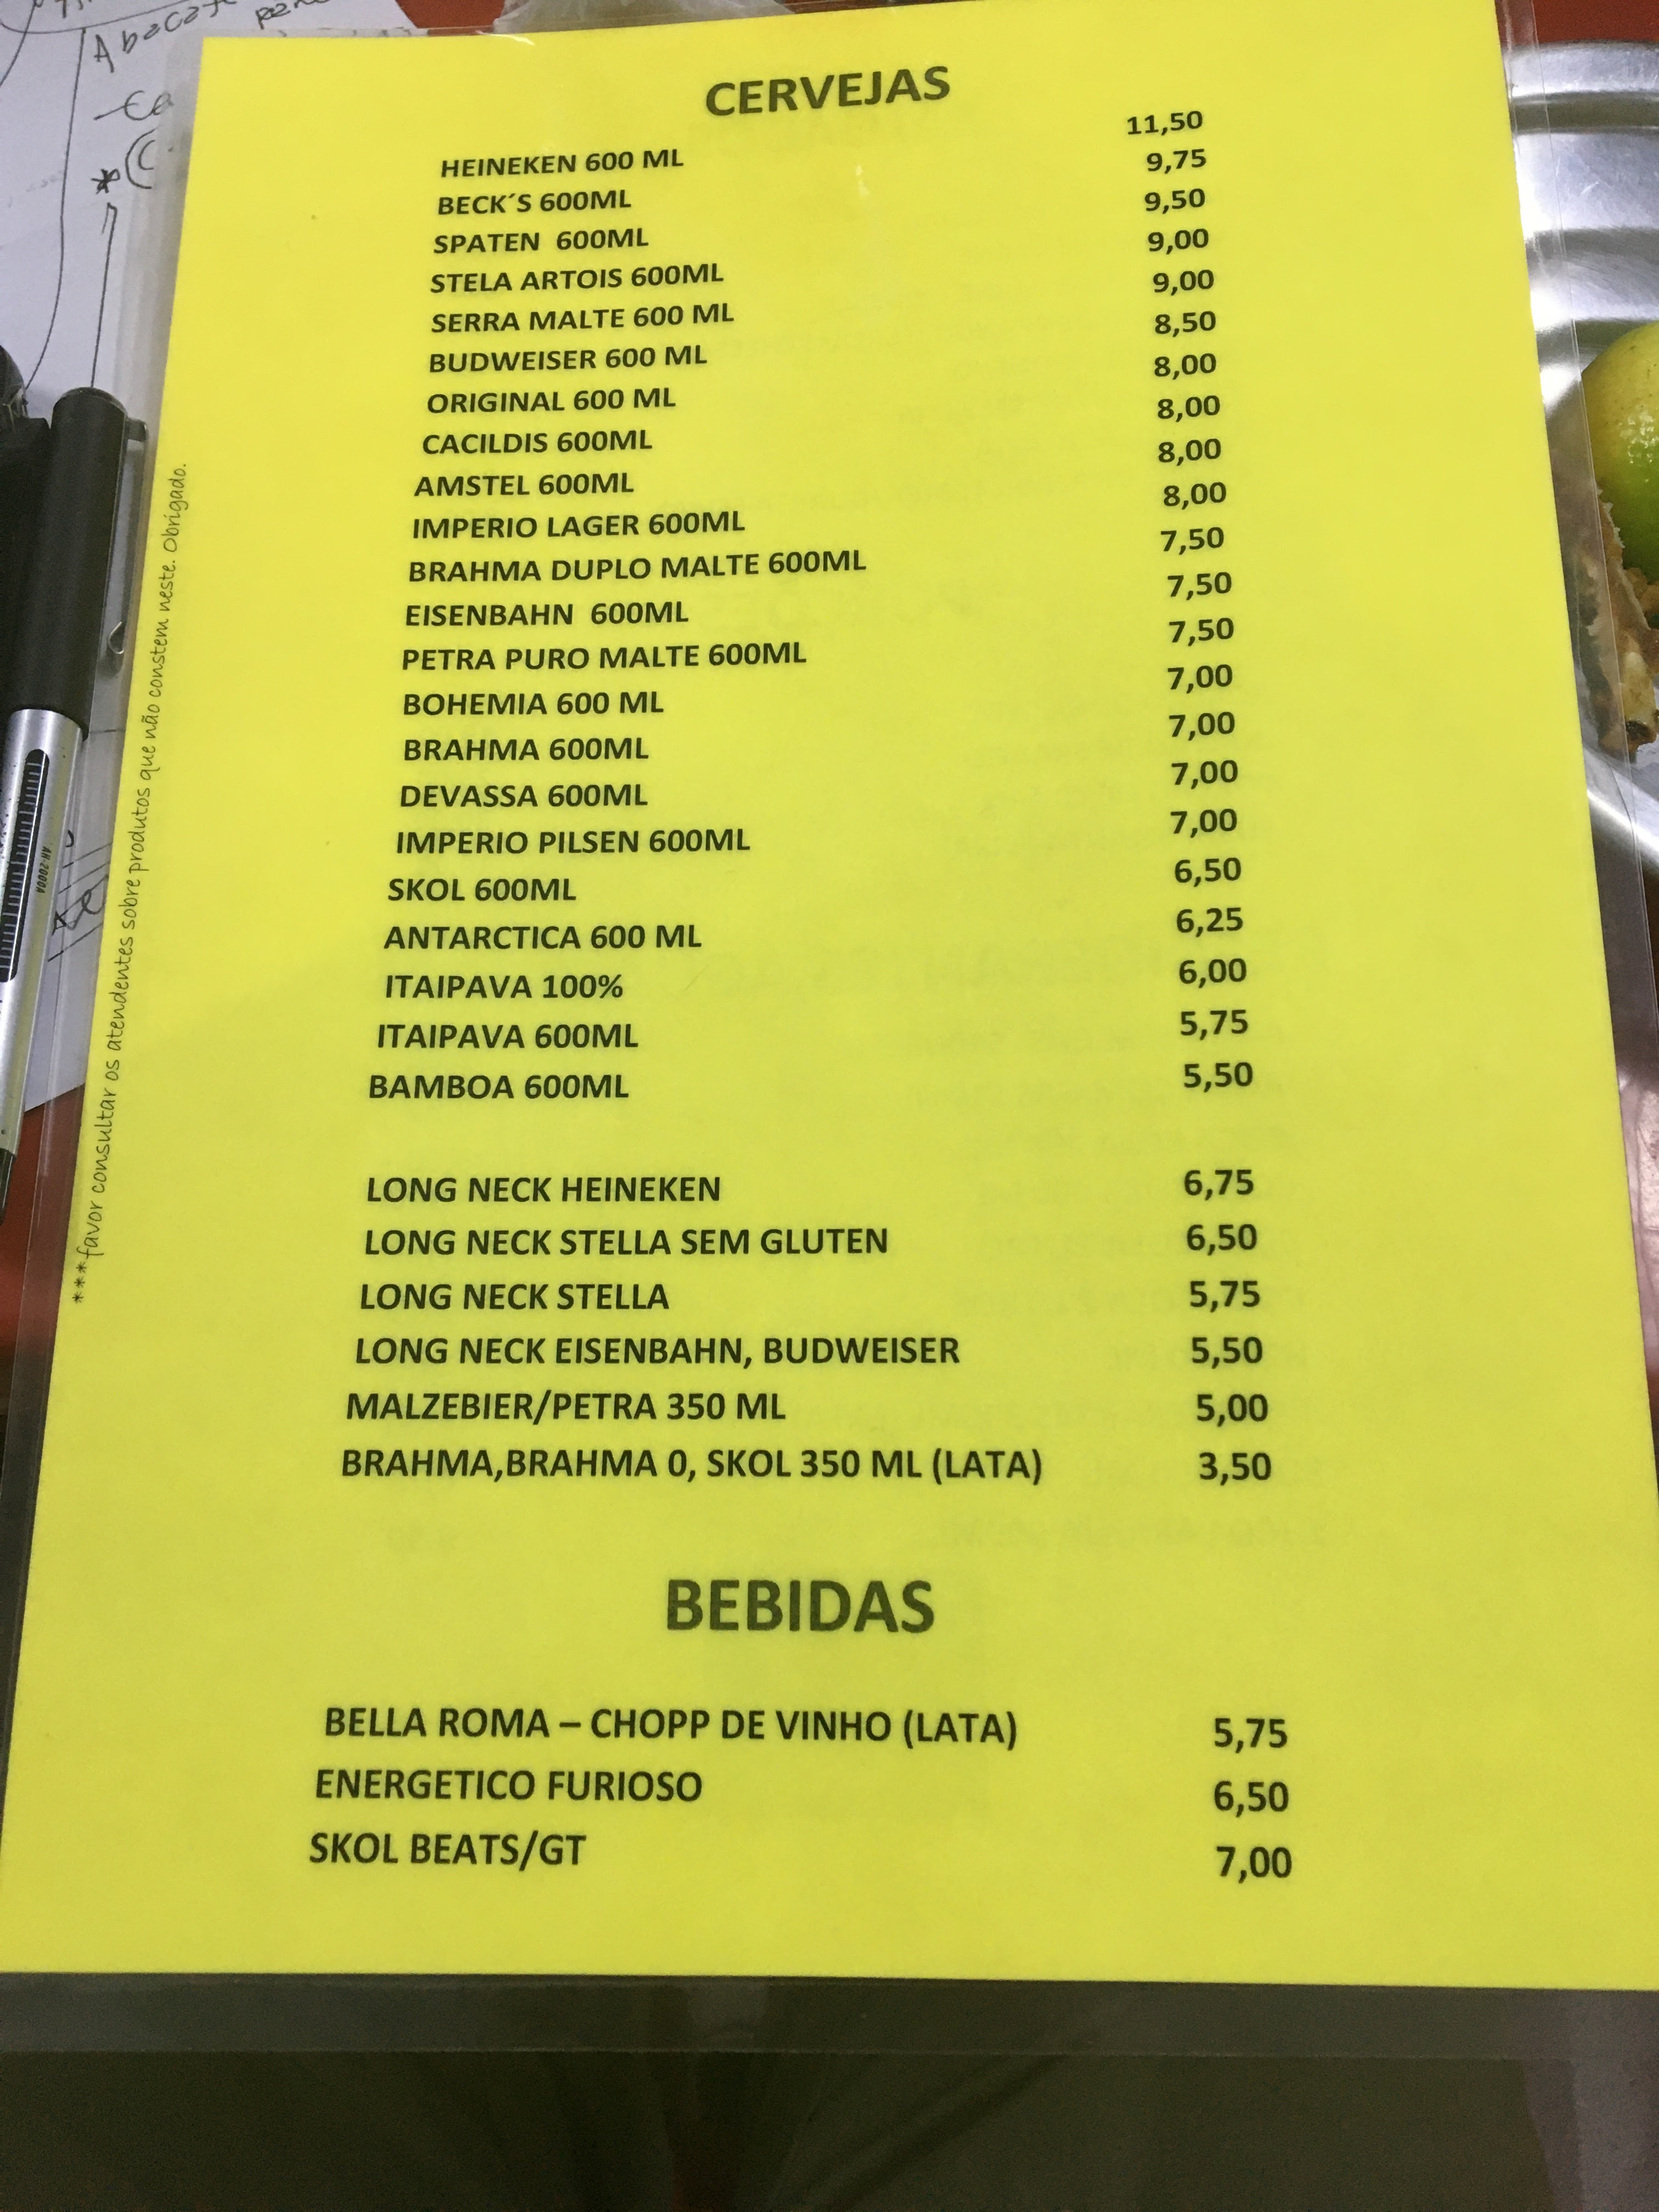 CERVEJAS
HEINEKEN 600 ML 11,50
BECK´S 600ML 9,75
SPATEN 600ML 9,50
STELA ARTOIS 600ML 9,00
SERRA MALTE 600 ML 9,00
BUDWEISER 600 ML 8,50
ORIGINAL 600 ML 8,00
CACILDIS 600ML 8,00
AMSTEL 600ML 8,00
IMPERIO LAGER 600ML 8,00
BRAHMA DUPLO MALTE 600ML 7,50
EISENBAHN 600ML 7,50
PETRA PURO MALTE 600ML 7,50
BOHEMIA 600 ML 7,00
BRAHMA 600ML 7,00
DEVASSA 600ML 7,00
IMPERIO PILSEN 600ML 7,00
SKOL 600ML 6,50
ANTARCTICA 600 ML 6,25
ITAIPAVA 100% 6,00
ITAIPAVA 600ML 5,75
BAMBOA 600ML 5,50
LONG NECK HEINEKEN 6,75
LONG NECK STELLA SEM GLUTEN 6,50
LONG NECK STELLA 5,75
LONG NECK EISENBAHN, BUDWEISER 5,50
MALZEBIER/PETRA 350 ML 5,00
BRAHMA,BRAHMA 0, SKOL 350 ML (LATA) 3,50
BEBIDAS
BELLA ROMA – CHOPP DE VINHO (LATA) 5,75
ENERGETICO FURIOSO 6,50
SKOL BEATS/GT 7,00
***favor consultar os atendentes sobre produtos que não constem neste. Obrigado.
AH-2000A